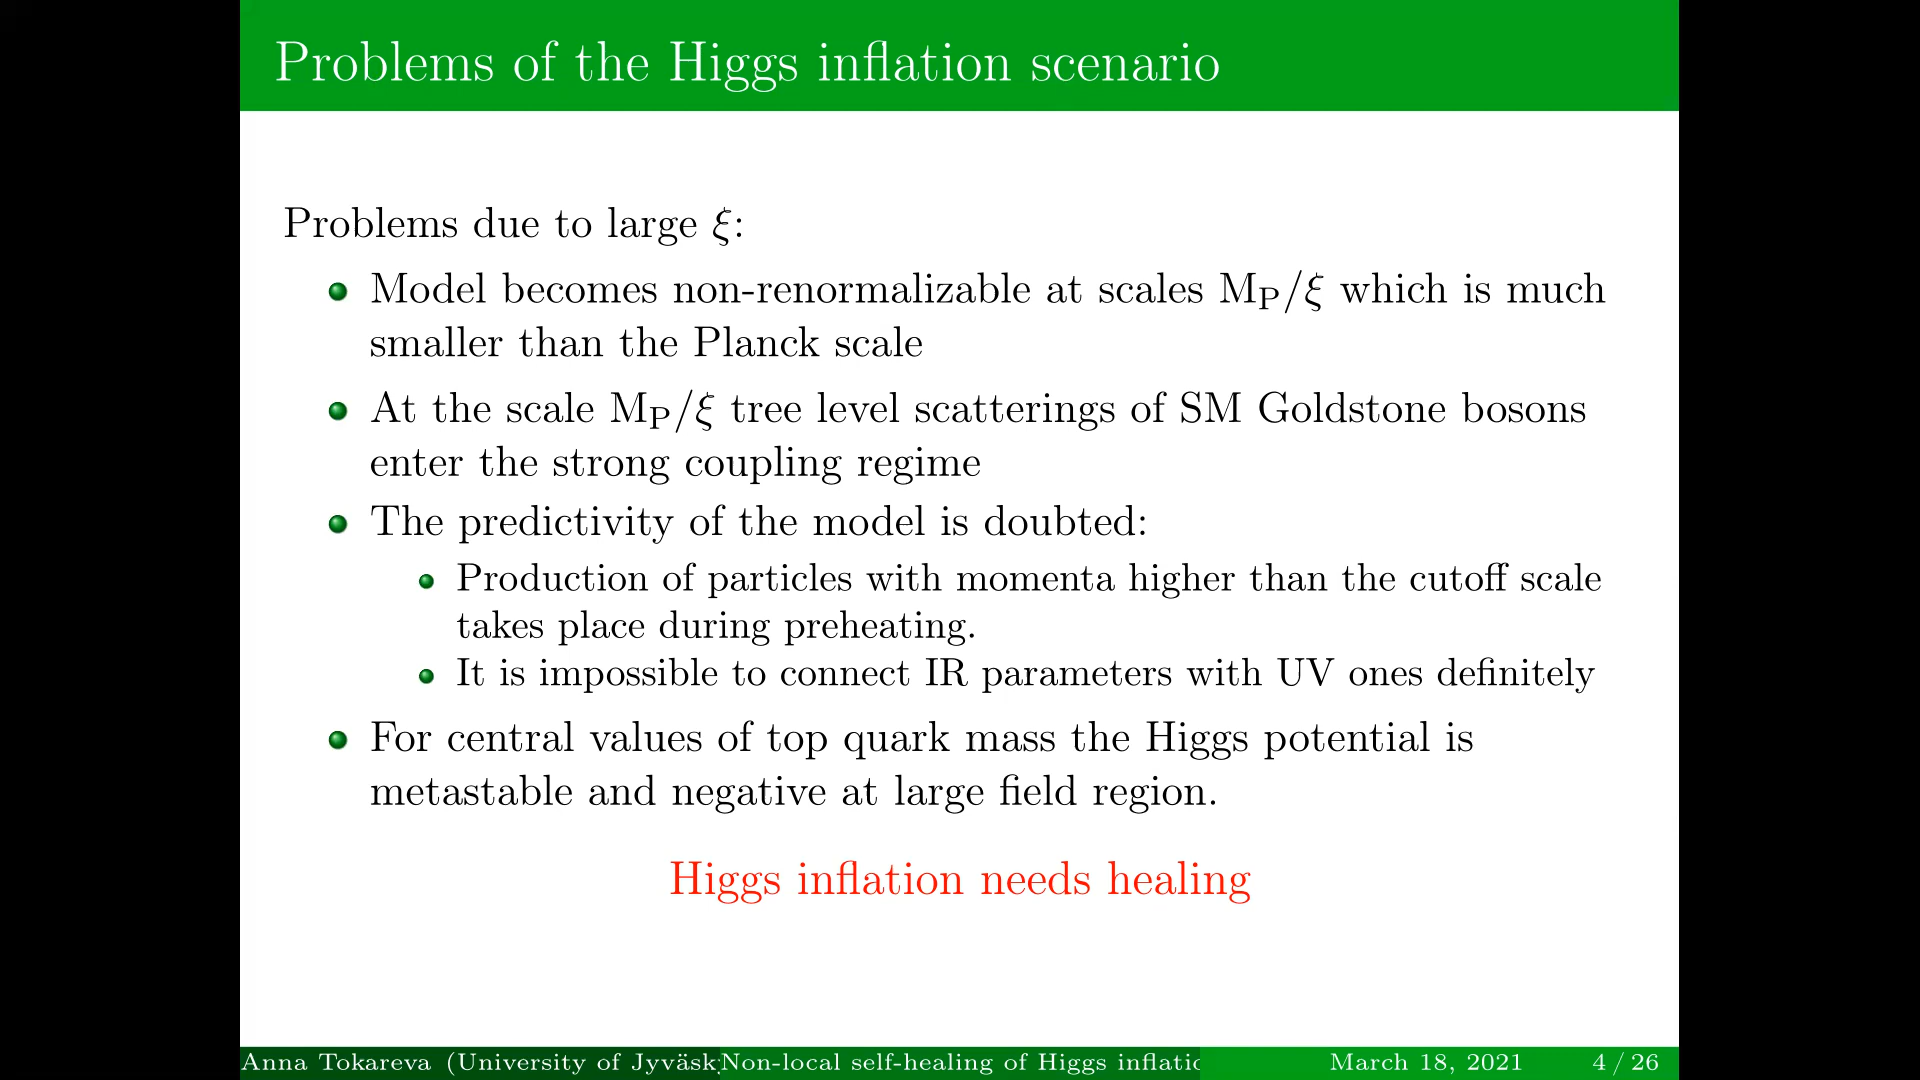 Problems of the Higgs inflation scenario
Problems due to large ξ:
Model becomes non-renormalizable at scales M_P/ξ which is much
smaller than the Planck scale
At the scale M_P/ξ tree level scatterings of SM Goldstone bosons
enter the strong coupling regime
The predictivity of the model is doubted:
Production of particles with momenta higher than the cutoff scale
takes place during preheating.
It is impossible to connect IR parameters with UV ones definitely
For central values of top quark mass the Higgs potential is
metastable and negative at large field region.
Higgs inflation needs healing
Anna Tokareva (University of Jyväsky Non-local self-healing of Higgs inflatio March 18, 2021 4 / 26